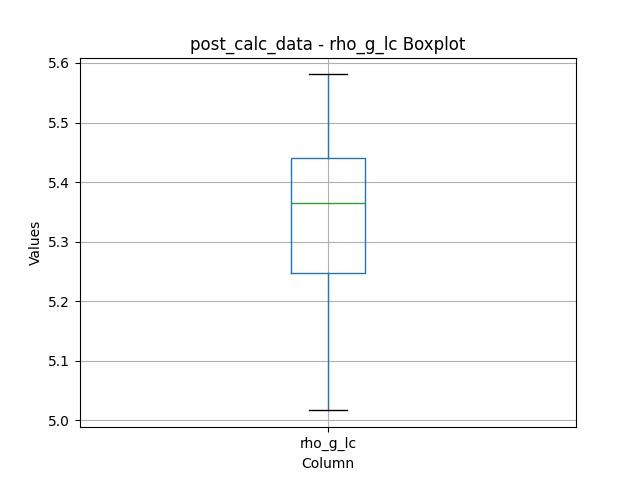 post_calc_data - rho_g_lc Boxplot
5.6
5.5
5.4
5.3
5.2
5.1
5.0
Values
rho_g_lc
Column